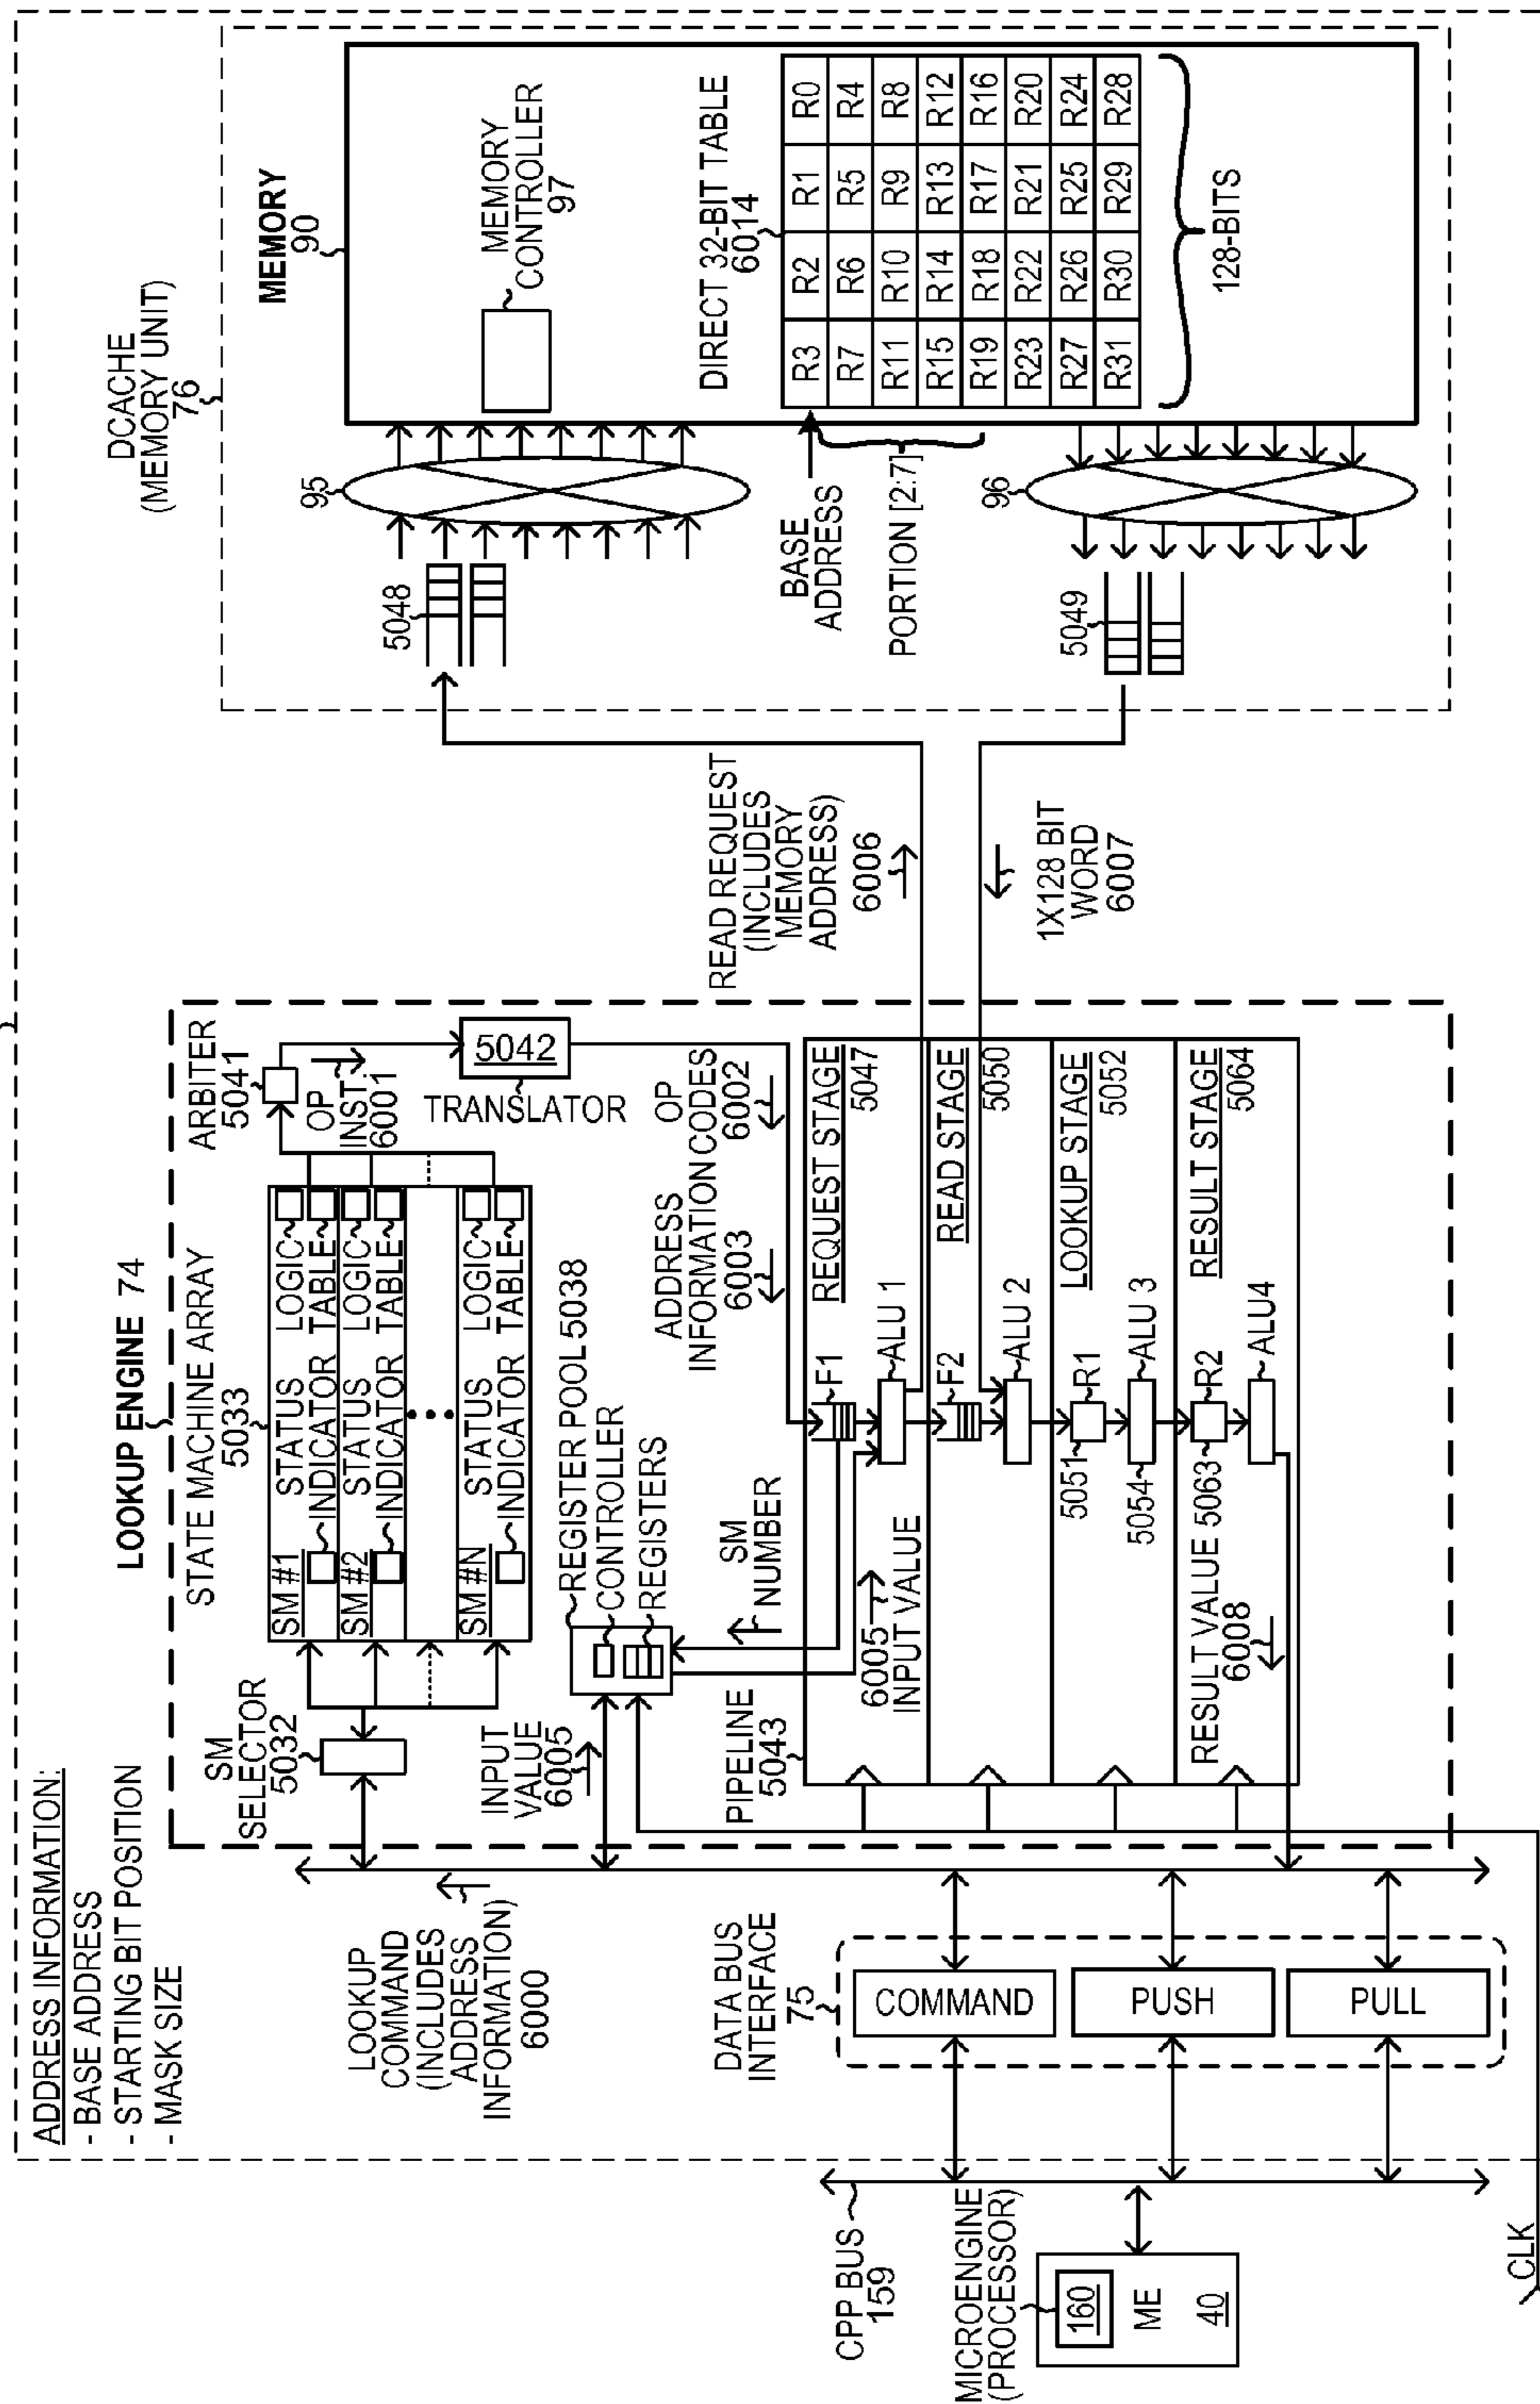 ADDRESS INFORMATION:
- BASE ADDRESS
- STARTING BIT POSITION
- MASK SIZE
LOOKUP ENGINE 74
SM
SELECTOR
5032
STATE MACHINE ARRAY
5033
SM #1
STATUS
INDICATOR
LOGIC
TABLE
SM #2
STATUS
INDICATOR
LOGIC
TABLE
SM #N
STATUS
INDICATOR
LOGIC
TABLE
ARBITER
5041
OP
INST.
6001
5042
TRANSLATOR
LOOKUP
COMMAND
(INCLUDES
ADDRESS
INFORMATION)
6000
INPUT
VALUE
6005
REGISTER POOL 5038
CONTROLLER
REGISTERS
SM
NUMBER
ADDRESS
INFORMATION
6003
OP
CODES
6002
PIPELINE
5043
6005
INPUT VALUE
F1
ALU 1
REQUEST STAGE
5047
F2
ALU 2
READ STAGE
5050
5051
R1
5054
ALU 3
LOOKUP STAGE
5052
RESULT VALUE
6008
5063
R2
ALU4
RESULT STAGE
5064
DATA BUS
INTERFACE
75
COMMAND
PUSH
PULL
CPP BUS
159
MICROENGINE
(PROCESSOR)
160
ME
40
CLK
READ REQUEST
(INCLUDES
MEMORY
ADDRESS)
6006
1X128 BIT
WORD
6007
DCACHE
(MEMORY UNIT)
76
MEMORY
90
5048
95
MEMORY
CONTROLLER
97
BASE
ADDRESS
PORTION [2:7]
DIRECT 32-BIT TABLE
6014
R3 R2 R1 R0
R7 R6 R5 R4
R11 R10 R9 R8
R15 R14 R13 R12
R19 R18 R17 R16
R23 R22 R21 R20
R27 R26 R25 R24
R31 R30 R29 R28
128-BITS
5049
96